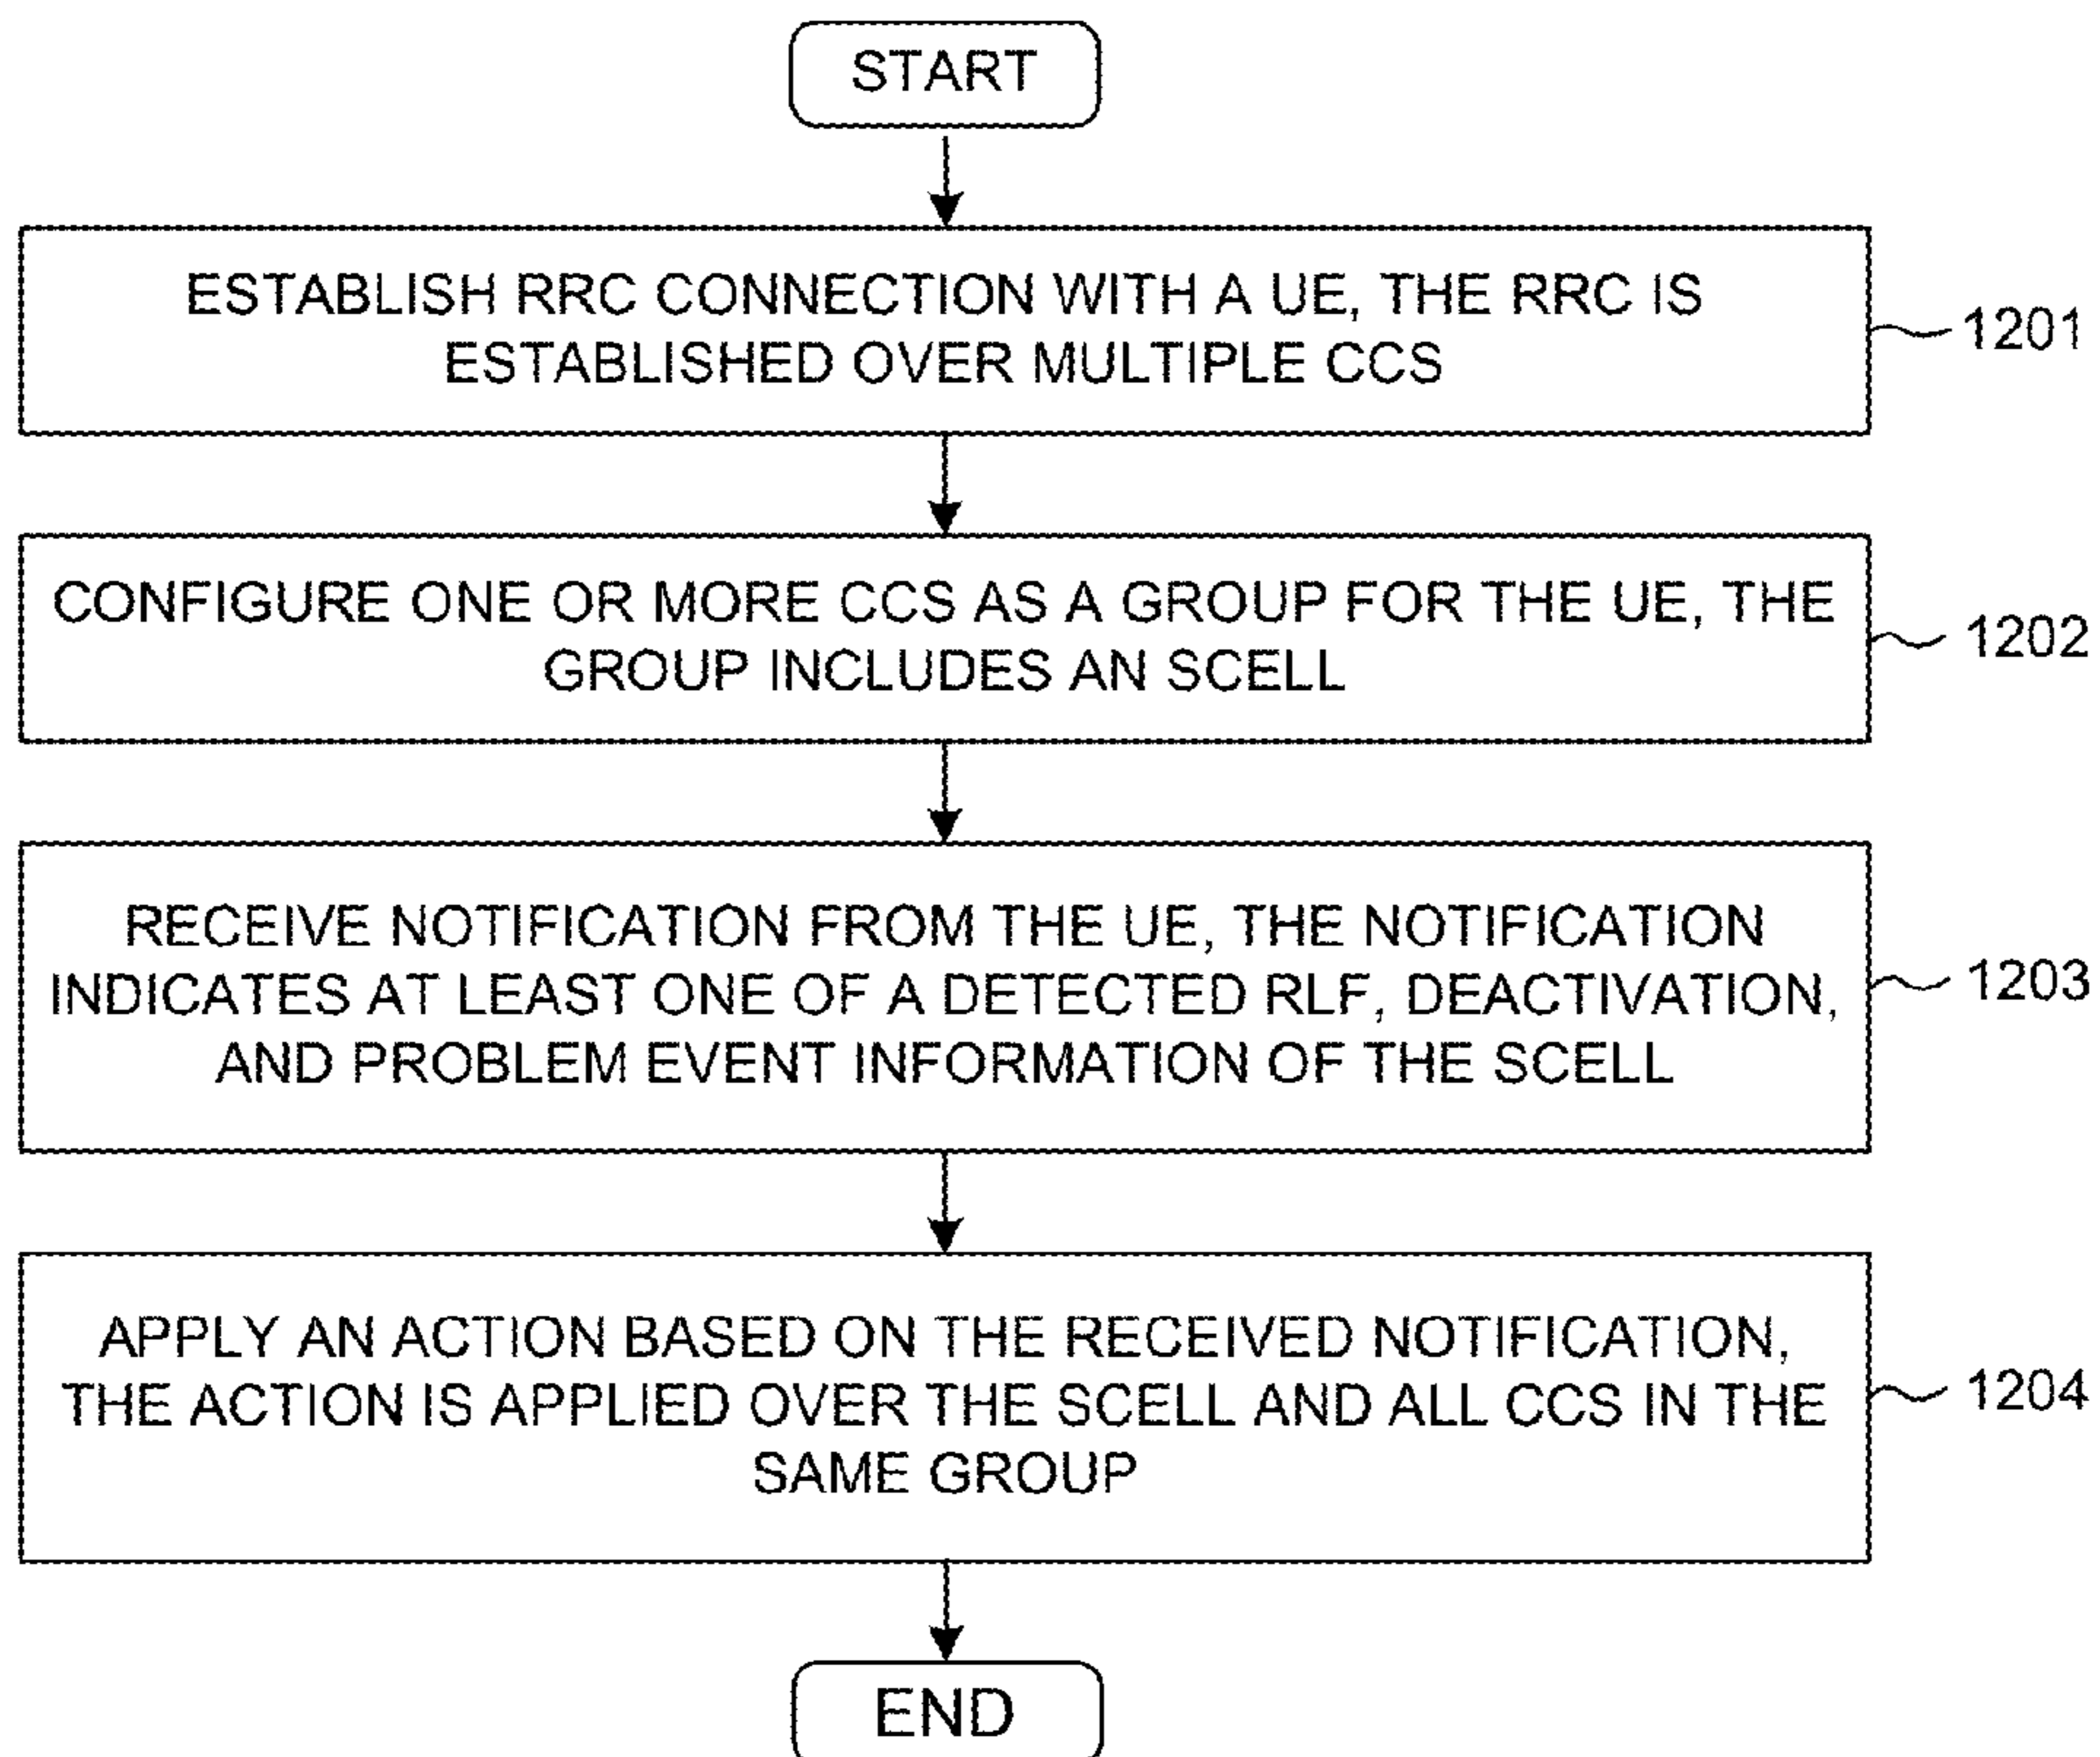 START
ESTABLISH RRC CONNECTION WITH A UE, THE RRC IS
ESTABLISHED OVER MULTIPLE CCS
1201
CONFIGURE ONE OR MORE CCS AS A GROUP FOR THE UE, THE
GROUP INCLUDES AN SCELL
1202
RECEIVE NOTIFICATION FROM THE UE, THE NOTIFICATION
INDICATES AT LEAST ONE OF A DETECTED RLF, DEACTIVATION,
AND PROBLEM EVENT INFORMATION OF THE SCELL
1203
APPLY AN ACTION BASED ON THE RECEIVED NOTIFICATION,
THE ACTION IS APPLIED OVER THE SCELL AND ALL CCS IN THE
SAME GROUP
1204
END